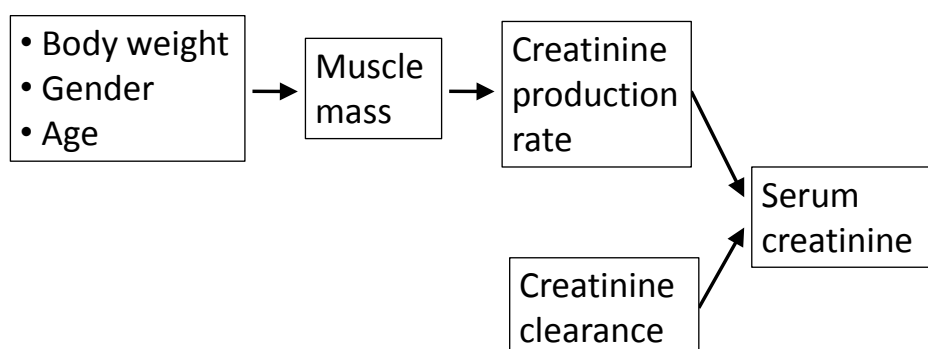 • Body weight
• Gender
• Age
Muscle
mass
Creatinine
production
rate
Serum
creatinine
Creatinine
clearance